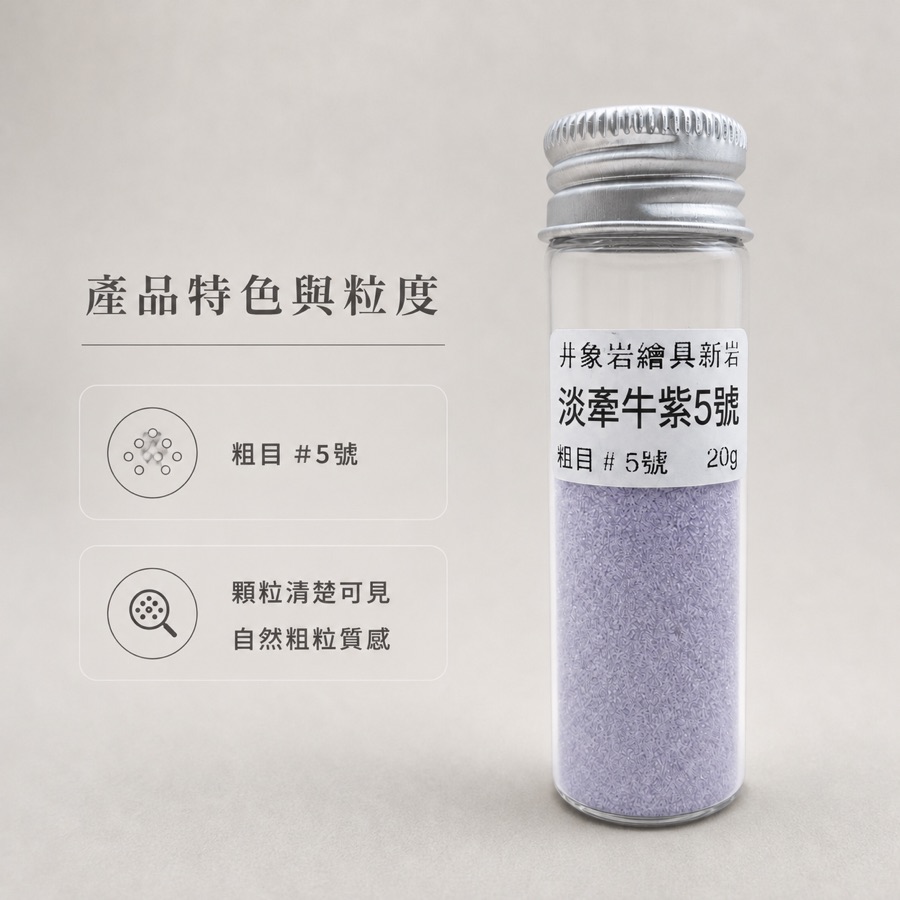 產品特色與粒度
粗目 #5號
顆粒清楚可見
自然粗粒質感
井象岩繪具新岩
淡牽牛紫5號
粗目 # 5號 20g